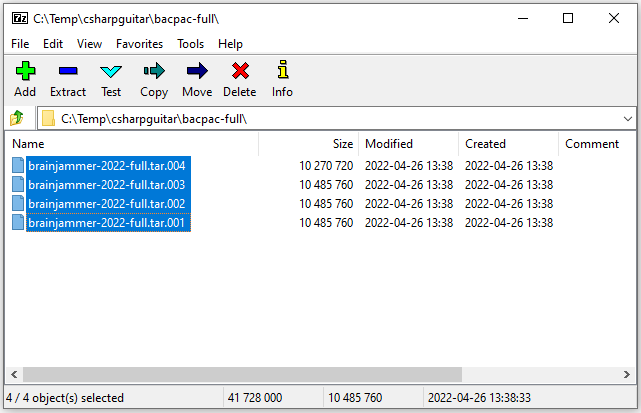 7z C:\Temp\csharpguitar\bacpac-full\
File Edit View Favorites Tools Help
Add Extract Test Copy Move Delete Info
C:\Temp\csharpguitar\bacpac-full\
Name Size Modified Created Comment
brainjammer-2022-full.tar.004 10 270 720 2022-04-26 13:38 2022-04-26 13:38
brainjammer-2022-full.tar.003 10 485 760 2022-04-26 13:38 2022-04-26 13:38
brainjammer-2022-full.tar.002 10 485 760 2022-04-26 13:38 2022-04-26 13:38
brainjammer-2022-full.tar.001 10 485 760 2022-04-26 13:38 2022-04-26 13:38
4 / 4 object(s) selected 41 728 000 10 485 760 2022-04-26 13:38:33